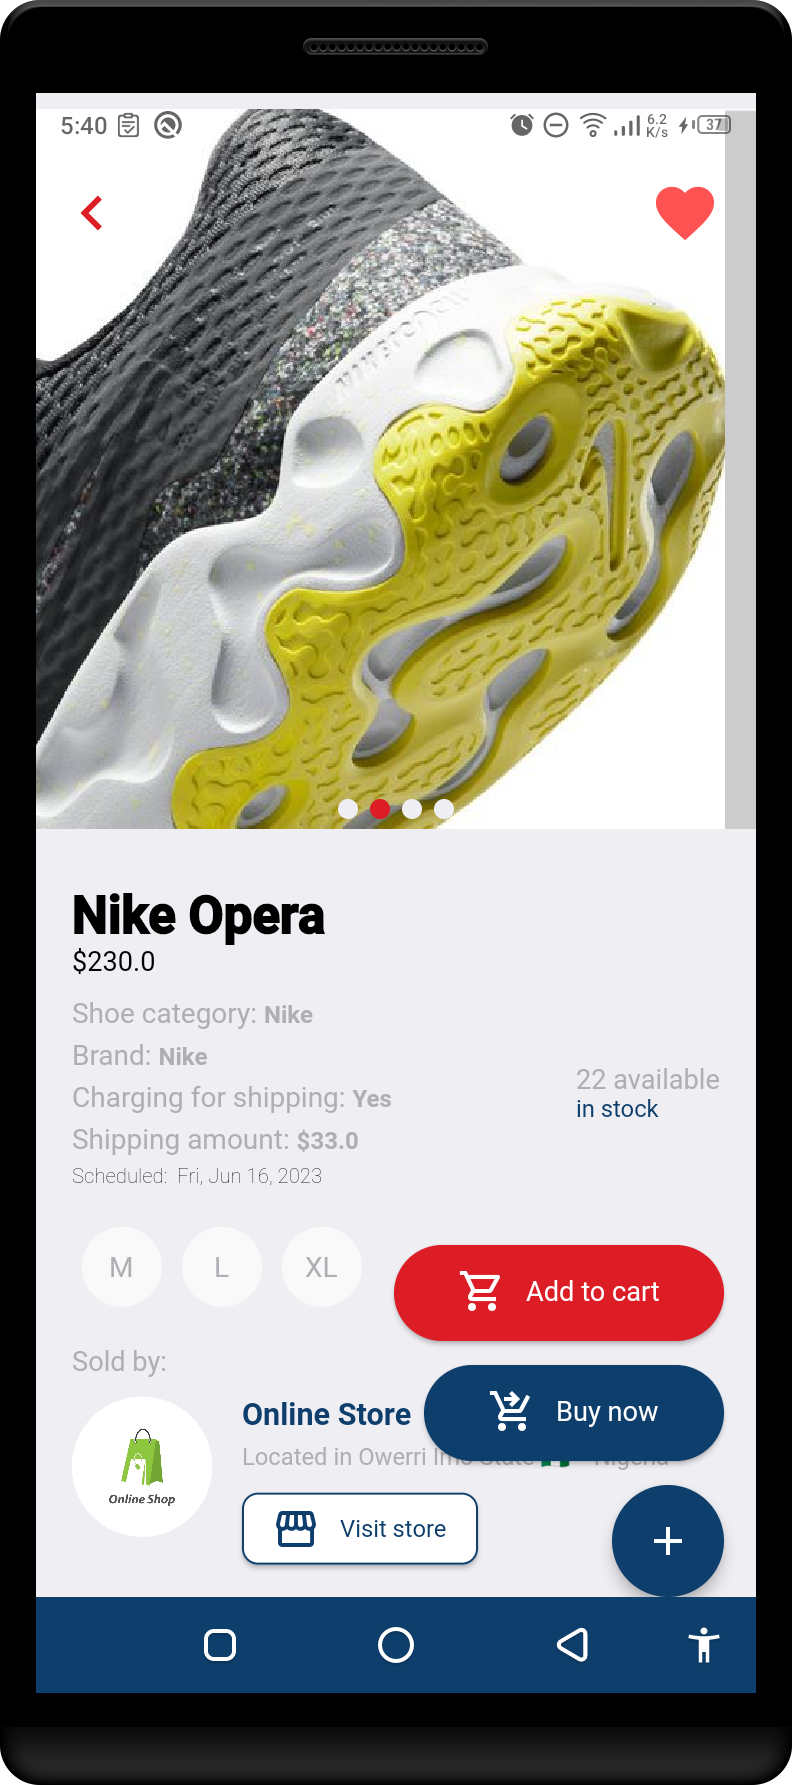 5:40
6.2
K/s
37
Nike Opera
$230.0
Shoe category: Nike
Brand: Nike
Charging for shipping: Yes
Shipping amount: $33.0
Scheduled: Fri, Jun 16, 2023
22 available
in stock
M L XL
Add to cart
Sold by:
Online Shop
Online Store
Buy now
Located in Owerri Imo State Nigeria
Visit store